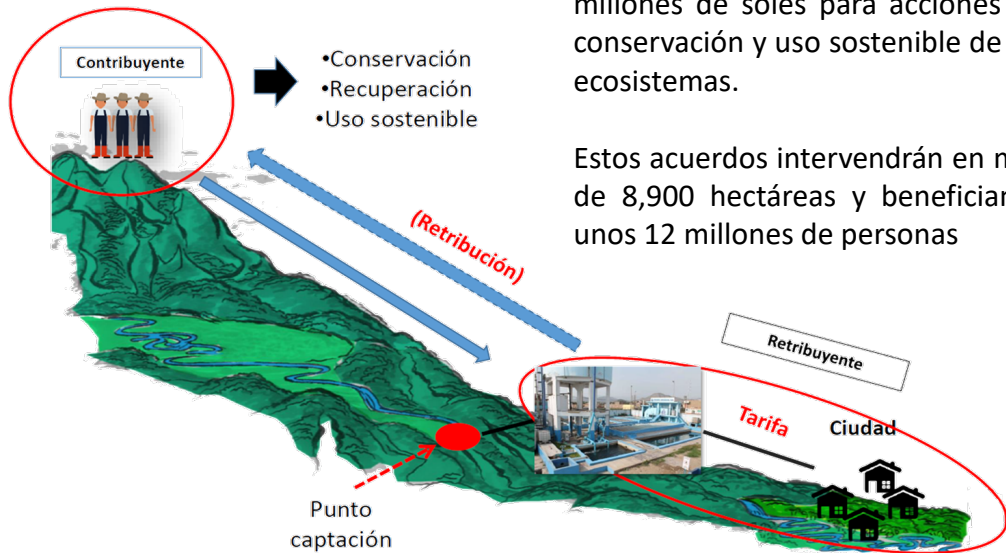 millones de soles para acciones
conservación y uso sostenible de
ecosistemas.
Estos acuerdos intervendrán en
de 8,900 hectáreas y
unos 12 millones de personas
Contribuyente
•Conservación
•Recuperación
•Uso sostenible
(Retribución)
Retribuyente
Tarifa
Ciudad
Punto
captación